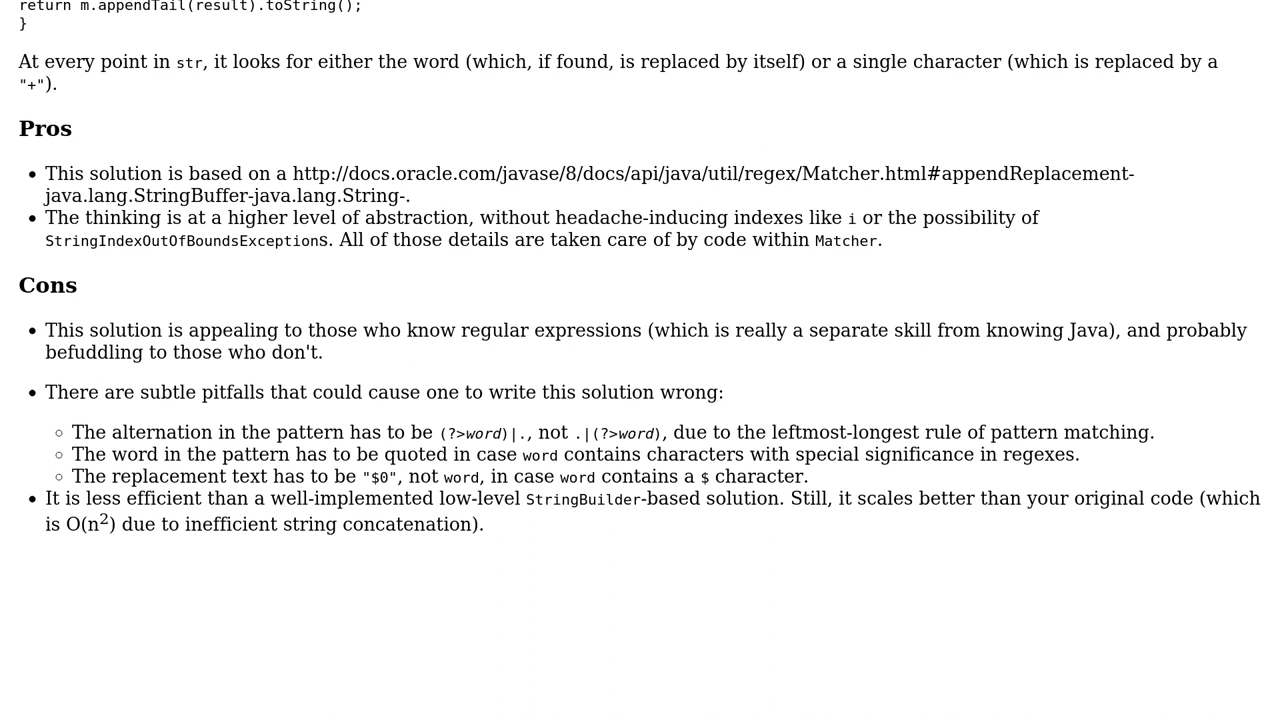 return m.appendTail(result).toString();
}
At every point in str, it looks for either the word (which, if found, is replaced by itself) or a single character (which is replaced by a
"+").
Pros
• This solution is based on a http://docs.oracle.com/javase/8/docs/api/java/util/regex/Matcher.html#appendReplacement-
java.lang.StringBuffer-java.lang.String-.
• The thinking is at a higher level of abstraction, without headache-inducing indexes like i or the possibility of
StringIndexOutOfBoundsExceptions. All of those details are taken care of by code within Matcher.
Cons
• This solution is appealing to those who know regular expressions (which is really a separate skill from knowing Java), and probably
befuddling to those who don't.
• There are subtle pitfalls that could cause one to write this solution wrong:
◦ The alternation in the pattern has to be (?>word)|., not .|(?>word), due to the leftmost-longest rule of pattern matching.
◦ The word in the pattern has to be quoted in case word contains characters with special significance in regexes.
◦ The replacement text has to be "$0", not word, in case word contains a $ character.
• It is less efficient than a well-implemented low-level StringBuilder-based solution. Still, it scales better than your original code (which
is O(n²) due to inefficient string concatenation).